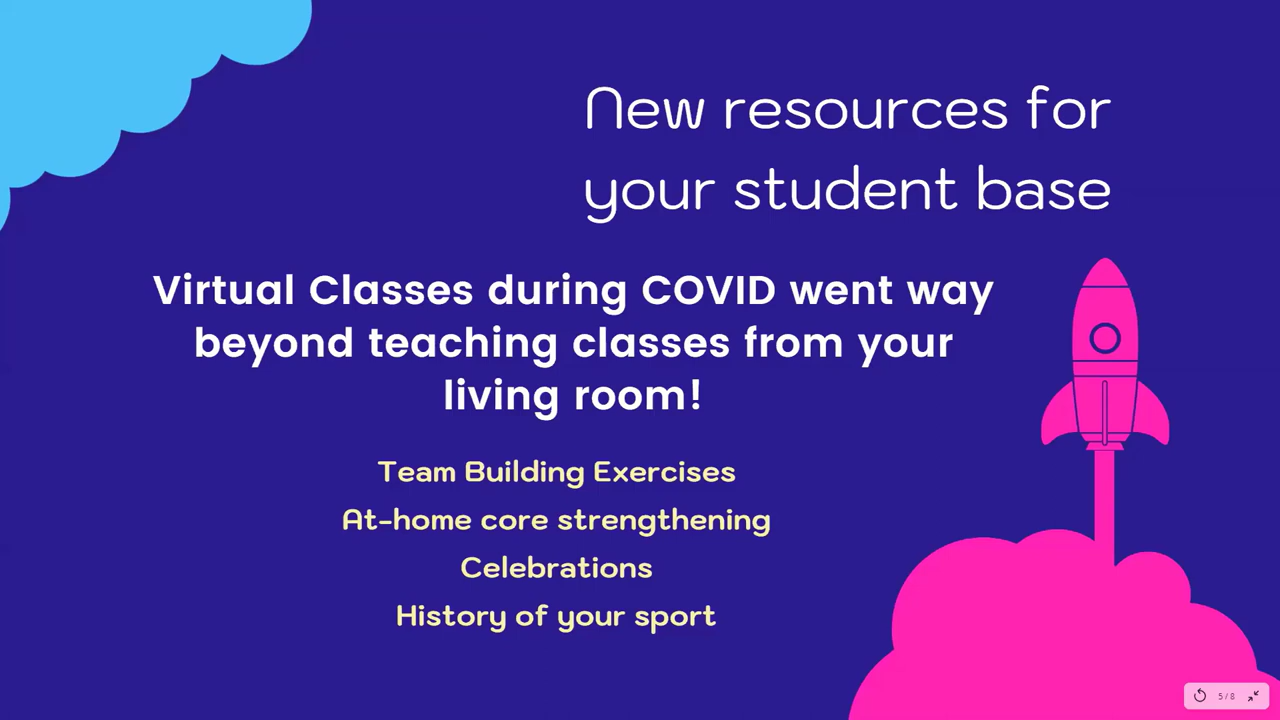 New resources for
your student base
Virtual Classes during COVID went way
beyond teaching classes from your
living room!
Team Building Exercises
At-home core strengthening
Celebrations
History of your sport
5/8